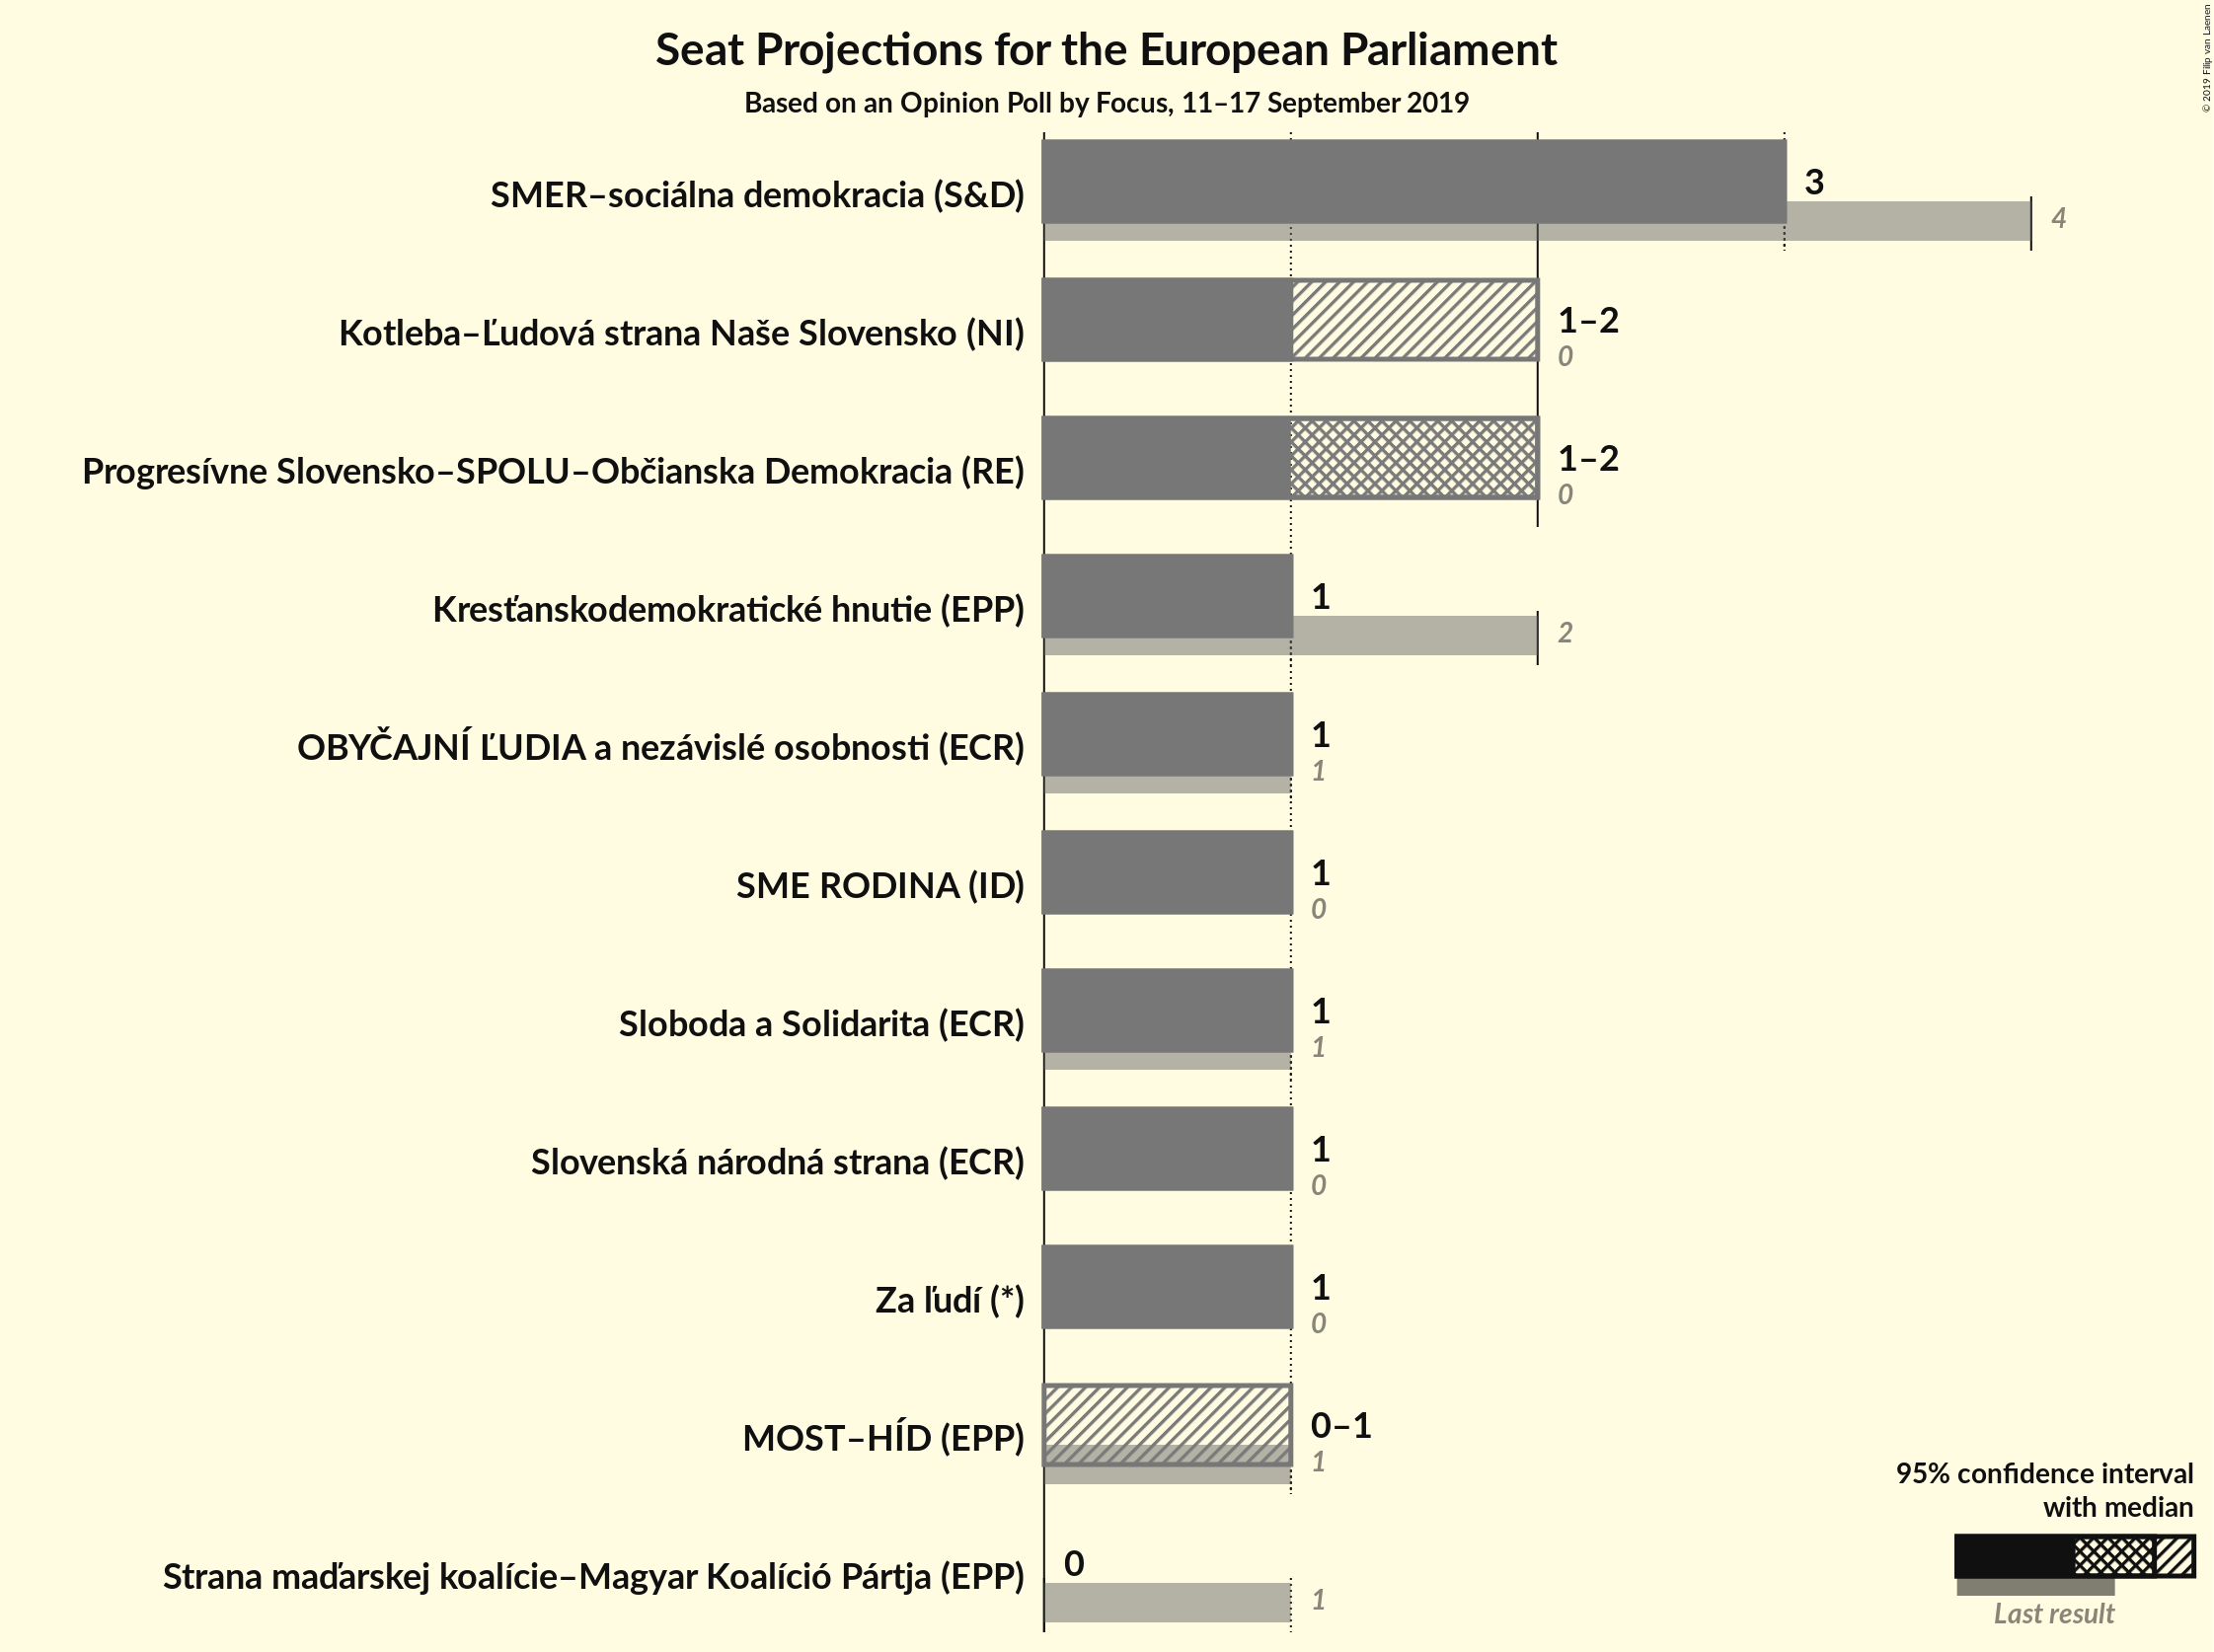 Seat Projections for the European Parliament
Based on an Opinion Poll by Focus, 11–17 September 2019
© 2019 Filip van Laenen
SMER–sociálna demokracia (S&D)
3
4
Kotleba–Ľudová strana Naše Slovensko (NI)
1–2
0
Progresívne Slovensko–SPOLU–Občianska Demokracia (RE)
1–2
0
Kresťanskodemokratické hnutie (EPP)
1
2
OBYČAJNÍ ĽUDIA a nezávislé osobnosti (ECR)
1
1
SME RODINA (ID)
1
0
Sloboda a Solidarita (ECR)
1
1
Slovenská národná strana (ECR)
1
0
Za ľudí (*)
1
0
MOST–HÍD (EPP)
0–1
1
Strana maďarskej koalície–Magyar Koalíció Pártja (EPP)
0
1
95% confidence interval
with median
Last result